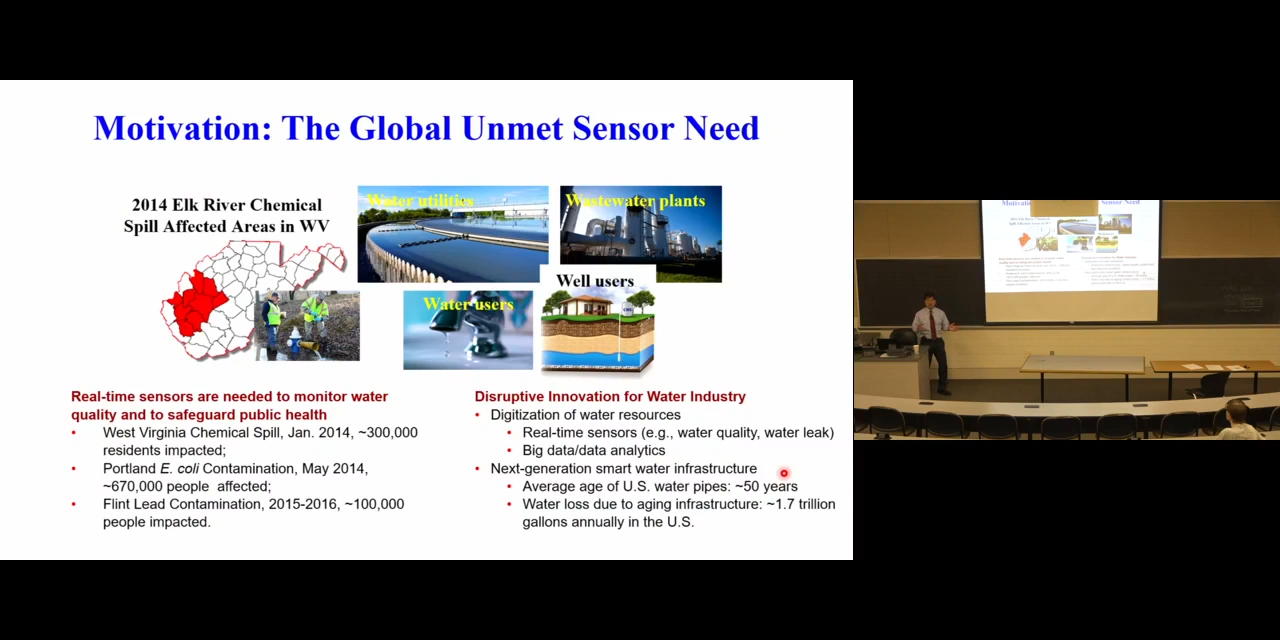 Motivation: The Global Unmet Sensor Need
2014 Elk River Chemical
Spill Affected Areas in WV
Water utilities
Wastewater plants
Water users
Well users
Real-time sensors are needed to monitor water
quality and to safeguard public health
• West Virginia Chemical Spill, Jan. 2014, ~300,000
residents impacted;
• Portland E. coli Contamination, May 2014,
~670,000 people affected;
• Flint Lead Contamination, 2015-2016, ~100,000
people impacted.
Disruptive Innovation for Water Industry
• Digitization of water resources
• Real-time sensors (e.g., water quality, water leak)
• Big data/data analytics
• Next-generation smart water infrastructure
• Average age of U.S. water pipes: ~50 years
• Water loss due to aging infrastructure: ~1.7 trillion
gallons annually in the U.S.
Motivation
Sensor Need